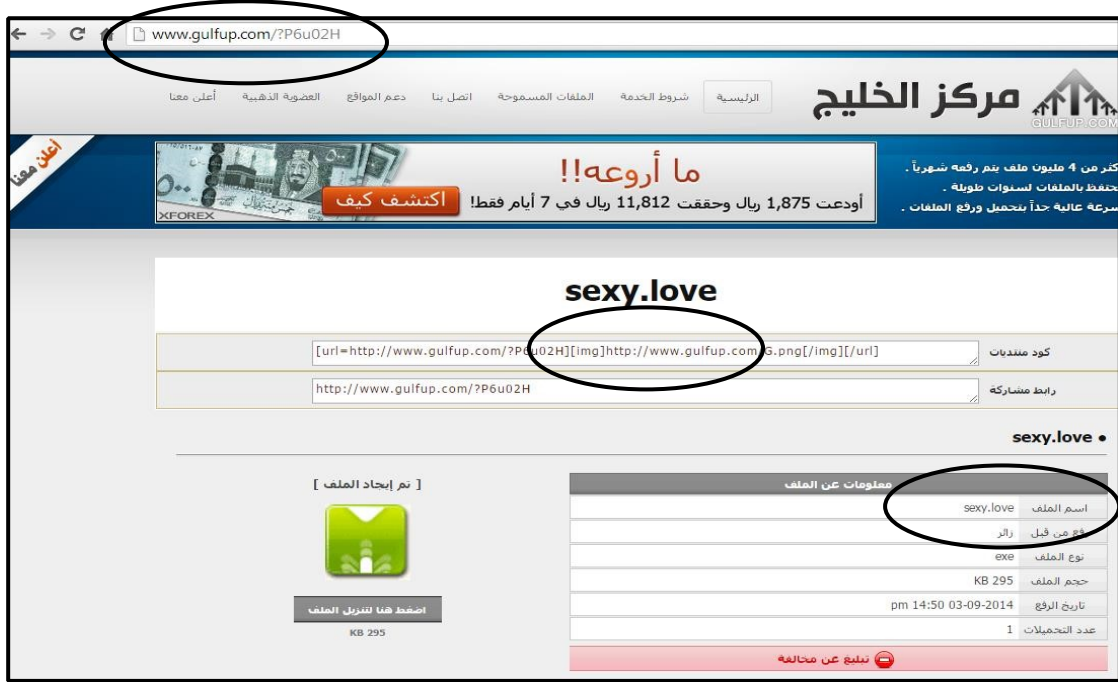 www.gulfup.com/?P6u02H
مركز الخليج
GULFUP.COM
الرئيسية شروط الخدمة الملفات المسموحة اتصل بنا دعم المواقع العضوية الذهبية أعلن معنا
أعلن معنا
كثر من 4 مليون ملف يتم رفعه شهرياً .
حتفظ بالملفات لسنوات طويلة .
سرعة عالية جداً بتحميل ورفع الملفات .
ما أروعه!!
أودعت 1,875 ريال وحققت 11,812 ريال في 7 أيام فقط!
اكتشف كيف
XFOREX
sexy.love
كود منتديات
[url=http://www.gulfup.com/?P6u02H][img]http://www.gulfup.com/G.png[/img][/url]
رابط مشاركة
http://www.gulfup.com/?P6u02H
sexy.love •
معلومات عن الملف
اسم الملف sexy.love
رفع من قبل زائر
نوع الملف exe
حجم الملف 295 KB
تاريخ الرفع 03-09-2014 14:50 pm
عدد التحميلات 1
تبليغ عن مخالفة
[ تم إيجاد الملف ]
اضغط هنا لتنزيل الملف
295 KB